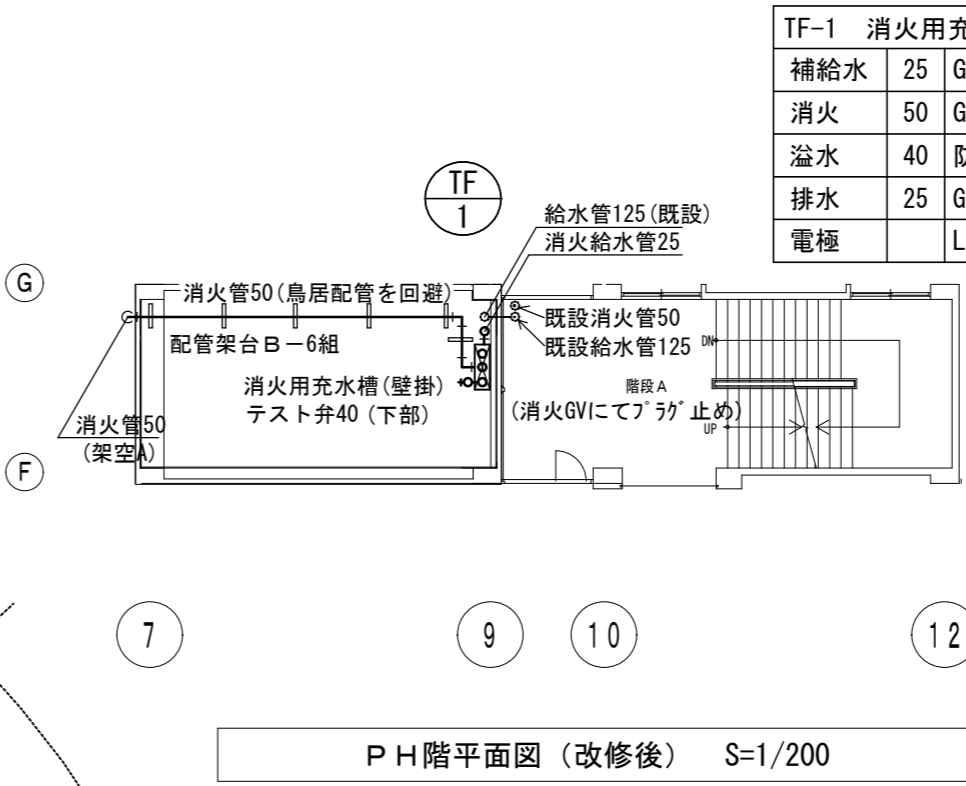 TF-1 消火用充
補給水 25 G
消火 50 G
溢水 40 防
排水 25 G
電極 L
TF
1
給水管125(既設)
消火給水管25
G
消火管50(鳥居配管を回避)
配管架台B-6組
既設消火管50
既設給水管125
DN
消火用充水槽(壁掛)
テスト弁40(下部)
階段A
(消火GVにてプラグ止め)
UP
消火管50
(架空A)
F
7
9
10
12
PH階平面図(改修後) S=1/200